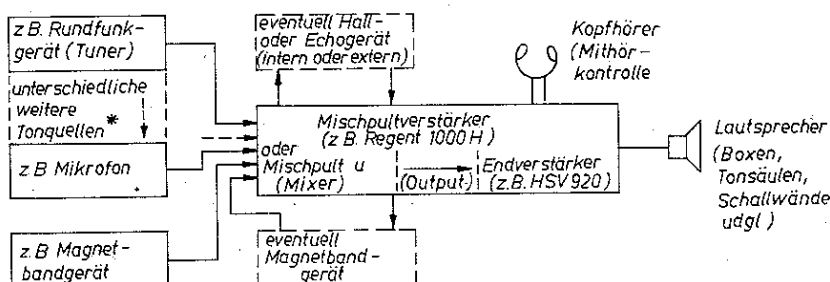 z.B. Rundfunk-
gerät (Tuner)
unterschiedliche
weitere
Tonquellen*
z.B Mikrofon
z.B Magnet-
bandgerät
eventuell Hall-
oder Echogerät
(intern oder extern)
Mischpultverstärker
(z.B. Regent 1000 H)
oder
Mischpult u
(Mixer)
(Output)
Endverstärker
(z.B. HSV 920)
eventuell
Magnetband-
gerät
Kopfhörer
(Mithör-
kontrolle
Lautsprecher
(Boxen,
Tonsäulen,
Schallwände
udgl)